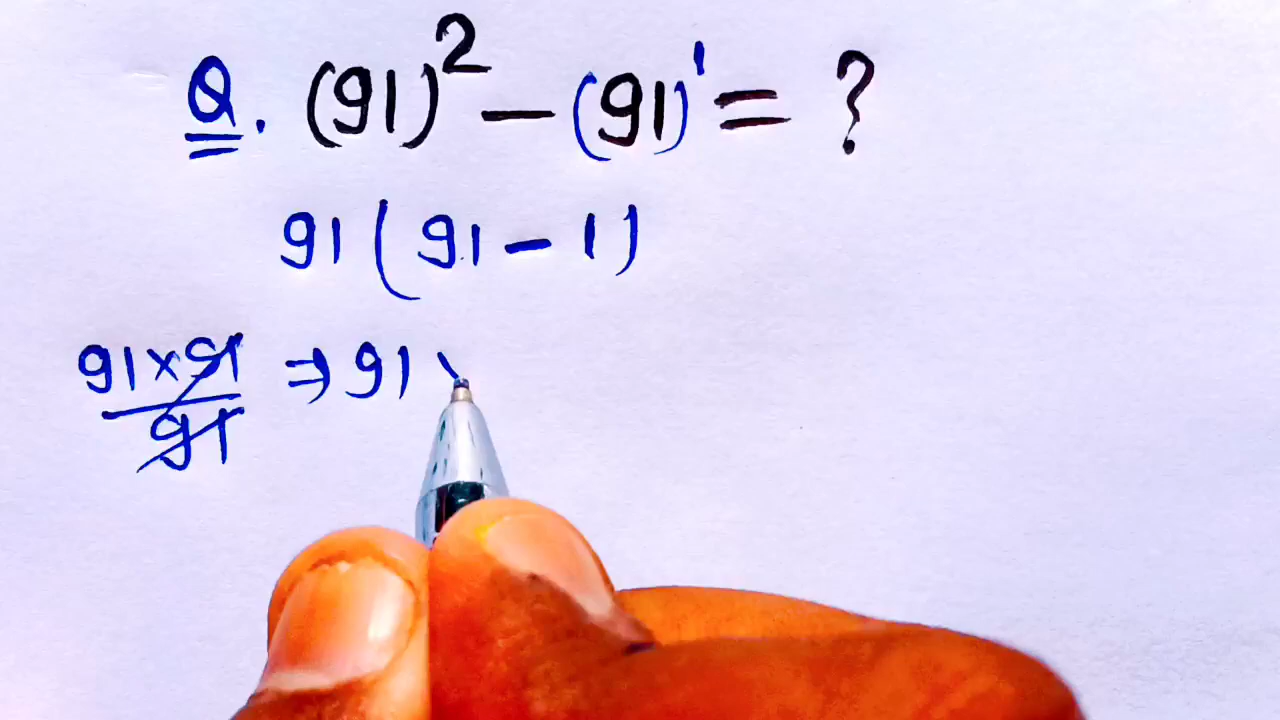 Q. (91)² - (91)¹ = ?
91 ( 91 - 1 )
91 × 91 / 91 ⇒ 91